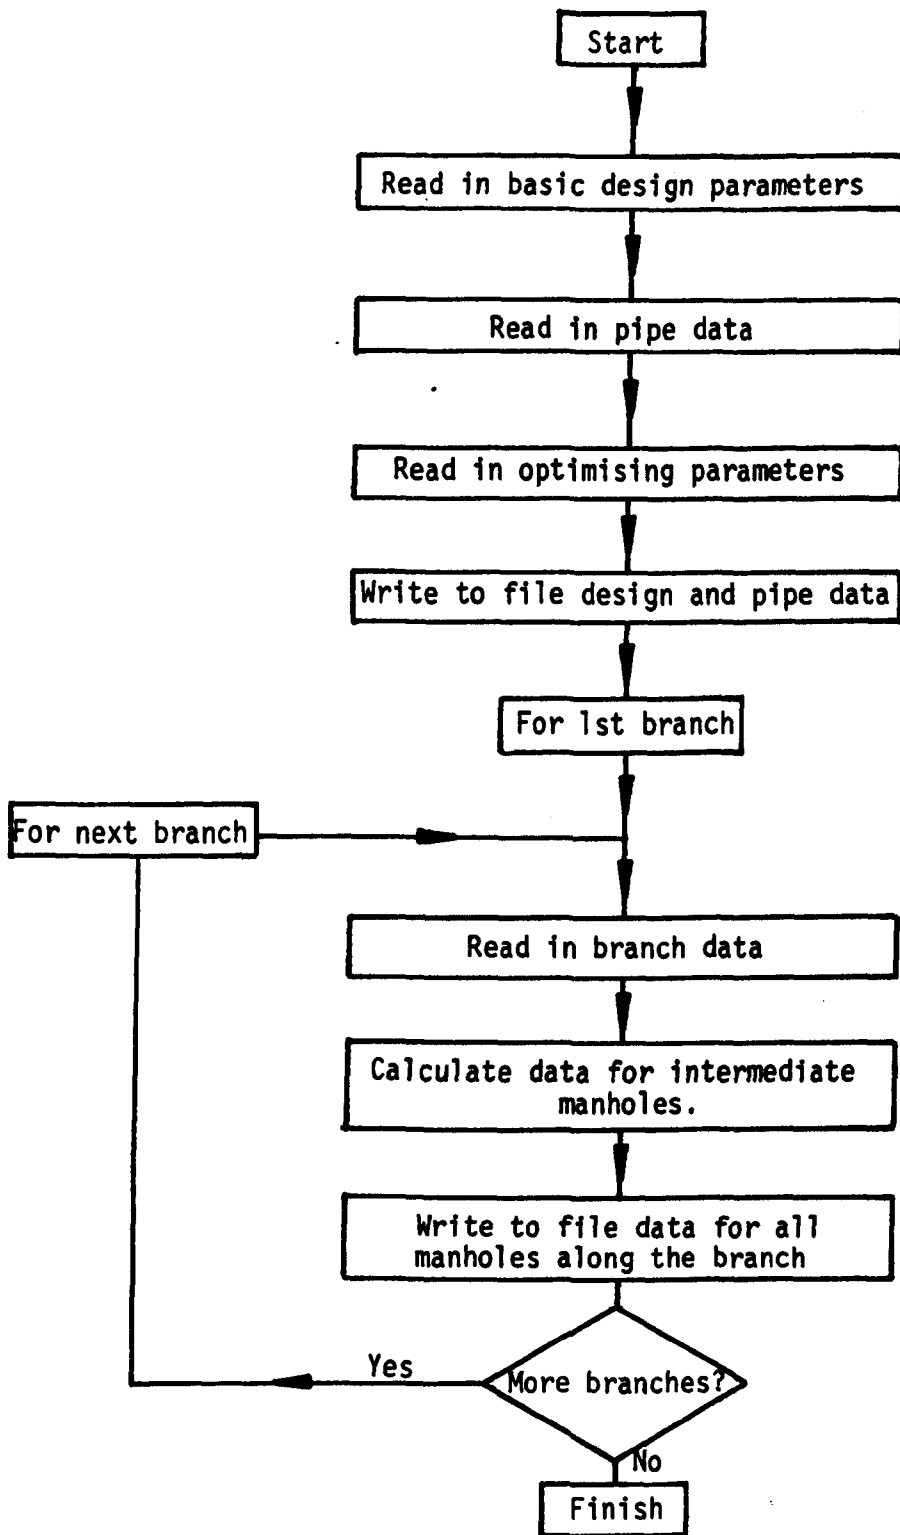 Start
Read in basic design parameters
Read in pipe data
Read in optimising parameters
Write to file design and pipe data
For 1st branch
For next branch
Read in branch data
Calculate data for intermediate
manholes.
Write to file data for all
manholes along the branch
Yes
More branches?
No
Finish